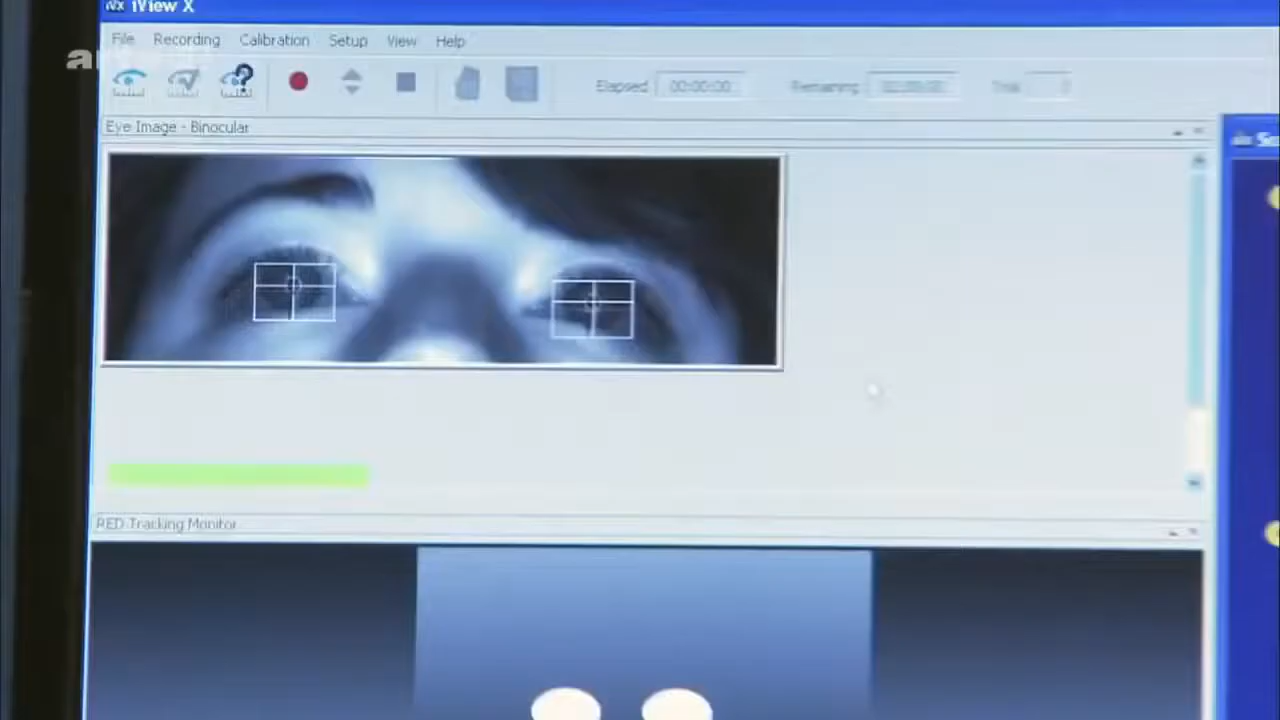 iView X
File Recording Calibration Setup View Help
Elapsed 00:00:00 Remaining
Eye Image - Binocular
RED Tracking Monitor